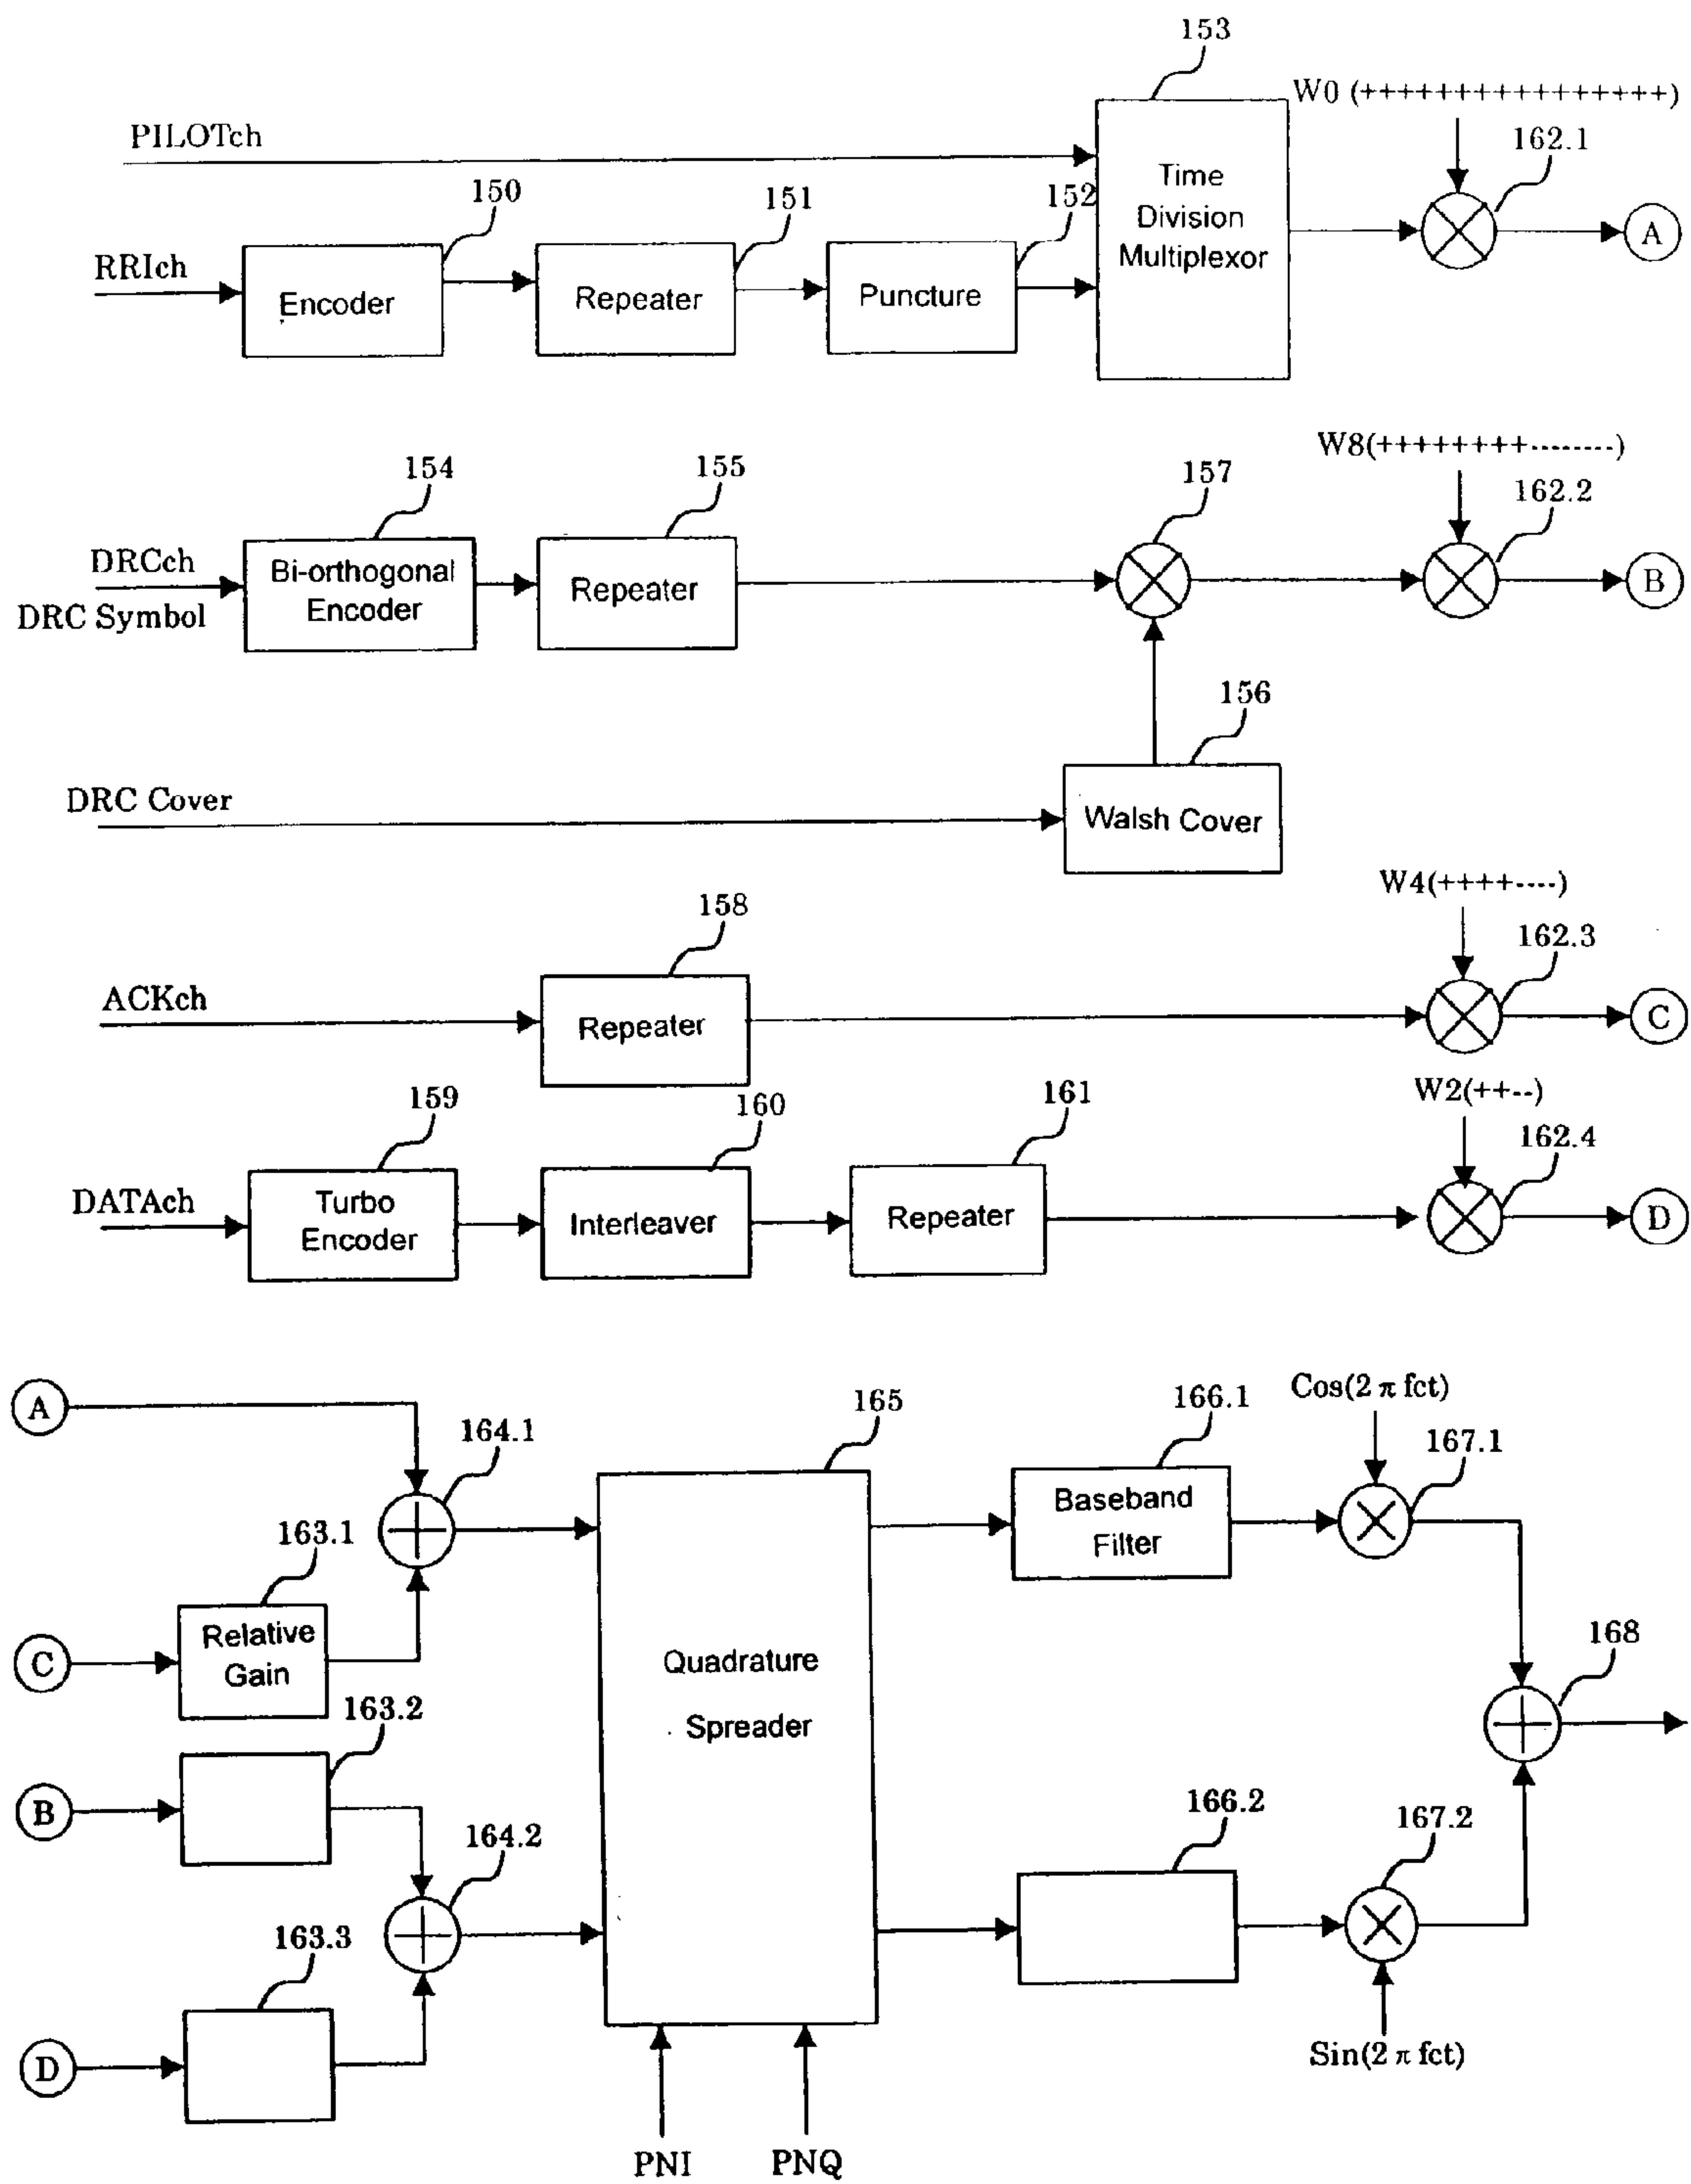 153
W0 (++++++++++++++++)
PILOTch
162.1
150
151
152
Time
Division
Multiplexor
A
RRIch
Encoder
Repeater
Puncture
W8(++++++++--------)
154
155
157
162.2
DRCch
DRC Symbol
Bi-orthogonal
Encoder
Repeater
B
156
DRC Cover
Walsh Cover
W4(++++----)
158
162.3
ACKch
Repeater
C
W2(++--)
159
160
161
162.4
DATAch
Turbo
Encoder
Interleaver
Repeater
D
Cos(2 π fct)
A
164.1
165
166.1
167.1
Baseband
Filter
163.1
C
Relative
Gain
Quadrature
Spreader
168
163.2
B
164.2
166.2
167.2
163.3
D
Sin(2 π fct)
PNI
PNQ